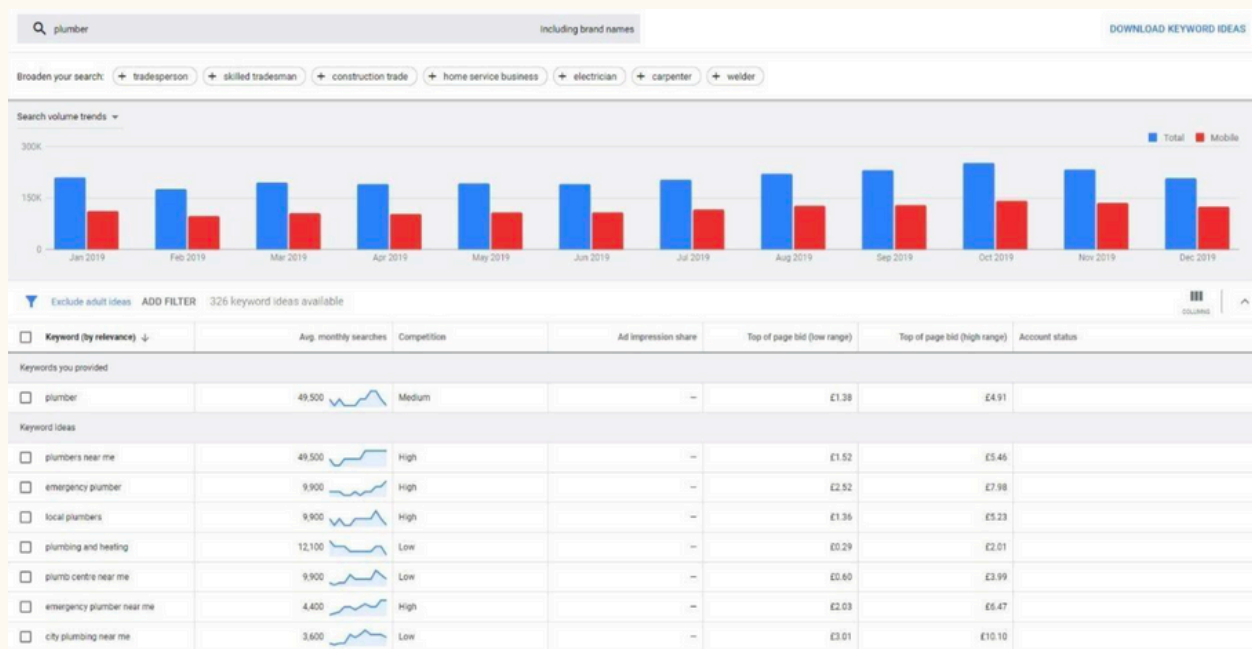 plumber Including brand names DOWNLOAD KEYWORD IDEAS
Broaden your search: + tradesperson + skilled tradesman + construction trade + home service business + electrician + carpenter + welder
Search volume trends
Total Mobile
300K
150K
0
Jan 2019 Feb 2019 Mar 2019 Apr 2019 May 2019 Jun 2019 Jul 2019 Aug 2019 Sep 2019 Oct 2019 Nov 2019 Dec 2019
Exclude adult ideas ADD FILTER 326 keyword ideas available COLUMNS
Keyword (by relevance) Avg. monthly searches Competition Ad impression share Top of page bid (low range) Top of page bid (high range) Account status
Keywords you provided
plumber 49,500 Medium – £1.38 £4.91
Keyword ideas
plumbers near me 49,500 High – £1.52 £5.46
emergency plumber 9,900 High – £2.52 £7.98
local plumbers 9,900 High – £1.36 £5.23
plumbing and heating 12,100 Low – £0.29 £2.01
plumb centre near me 9,900 Low – £0.60 £3.99
emergency plumber near me 4,400 High – £2.03 £6.47
city plumbing near me 3,600 Low – £3.01 £10.10